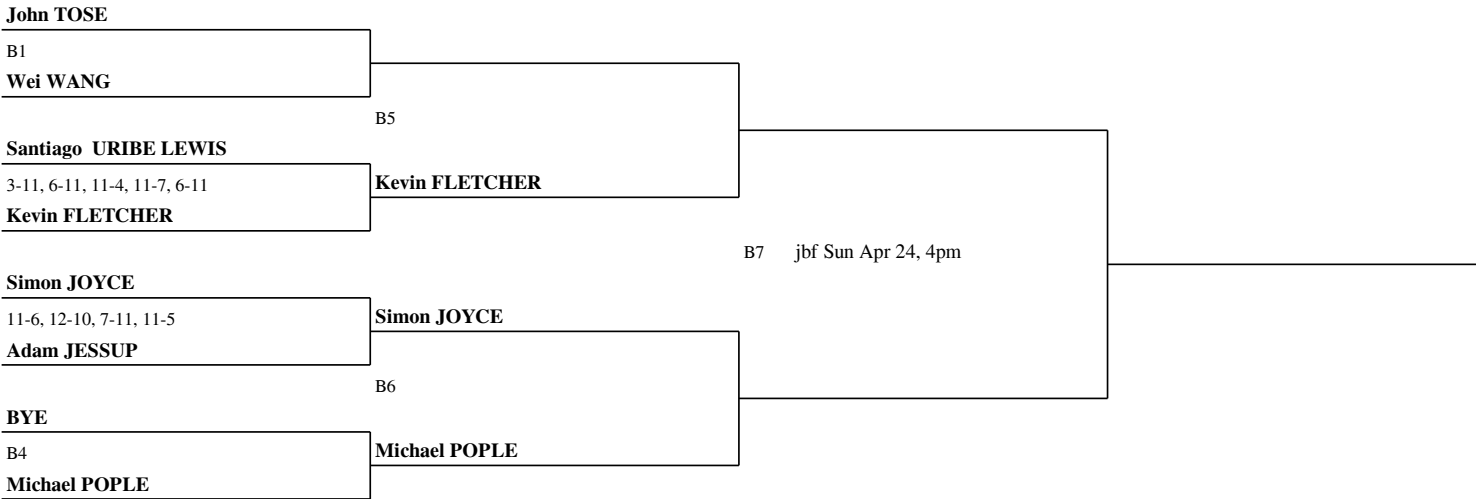 John TOSE
B1
Wei WANG
B5
Santiago URIBE LEWIS
3-11, 6-11, 11-4, 11-7, 6-11
Kevin FLETCHER
Kevin FLETCHER
B7 jbf Sun Apr 24, 4pm
Simon JOYCE
11-6, 12-10, 7-11, 11-5
Simon JOYCE
Adam JESSUP
B6
BYE
B4
Michael POPLE
Michael POPLE